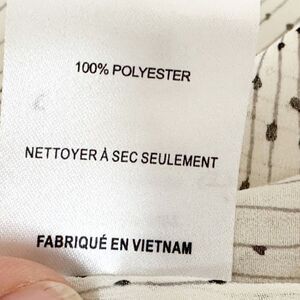 100% POLYESTER
NETTOYER À SEC SEULEMENT
FABRIQUÉ EN VIETNAM